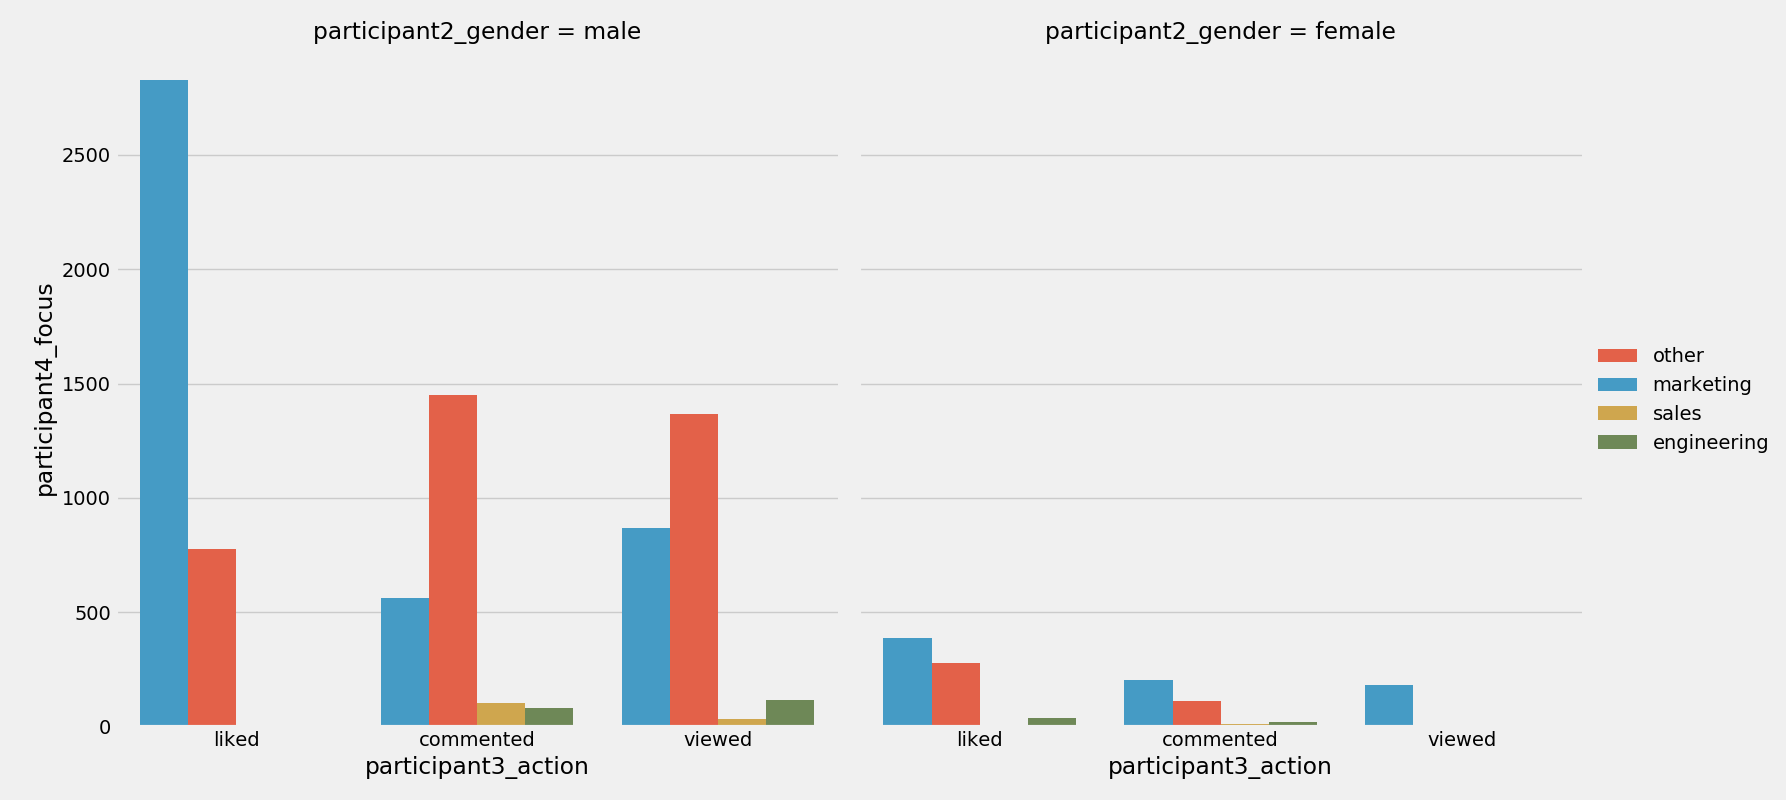 participant2_gender = male
participant2_gender = female
participant4_focus
2500
2000
1500
1000
500
0
liked
commented
viewed
liked
commented
viewed
participant3_action
participant3_action
other
marketing
sales
engineering